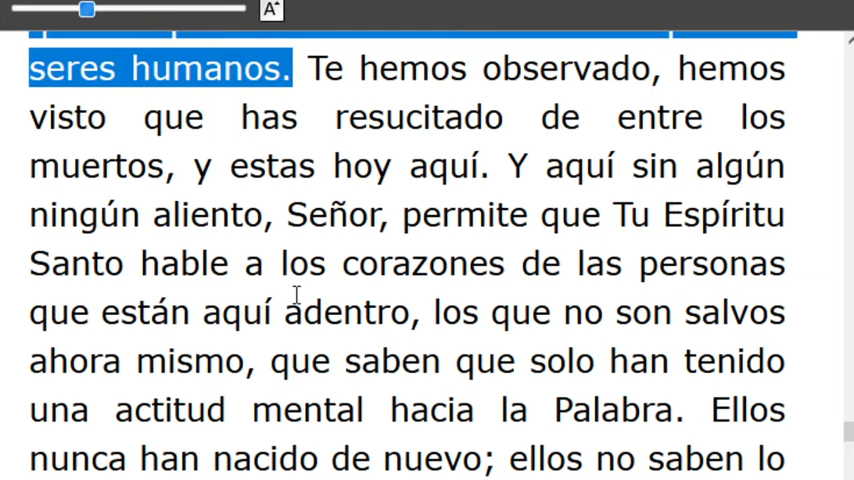 A
seres humanos. Te hemos observado, hemos
visto que has resucitado de entre los
muertos, y estas hoy aquí. Y aquí sin algún
ningún aliento, Señor, permite que Tu Espíritu
Santo hable a los corazones de las personas
que están aquí adentro, los que no son salvos
ahora mismo, que saben que solo han tenido
una actitud mental hacia la Palabra. Ellos
nunca han nacido de nuevo; ellos no saben lo